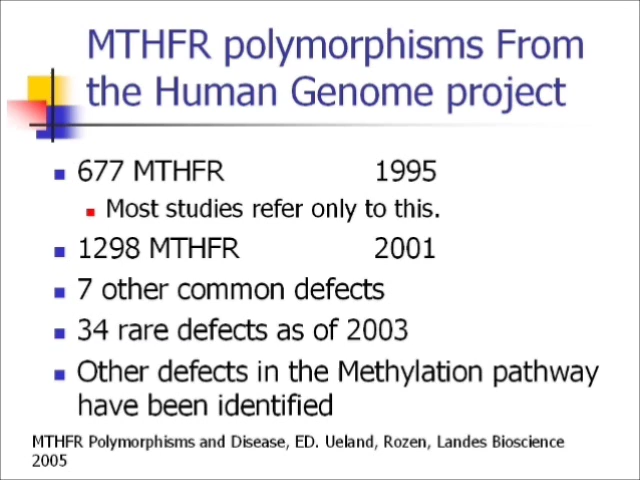 MTHFR polymorphisms From
the Human Genome project
677 MTHFR 1995
Most studies refer only to this.
1298 MTHFR 2001
7 other common defects
34 rare defects as of 2003
Other defects in the Methylation pathway
have been identified
MTHFR Polymorphisms and Disease, ED. Ueland, Rozen, Landes Bioscience
2005